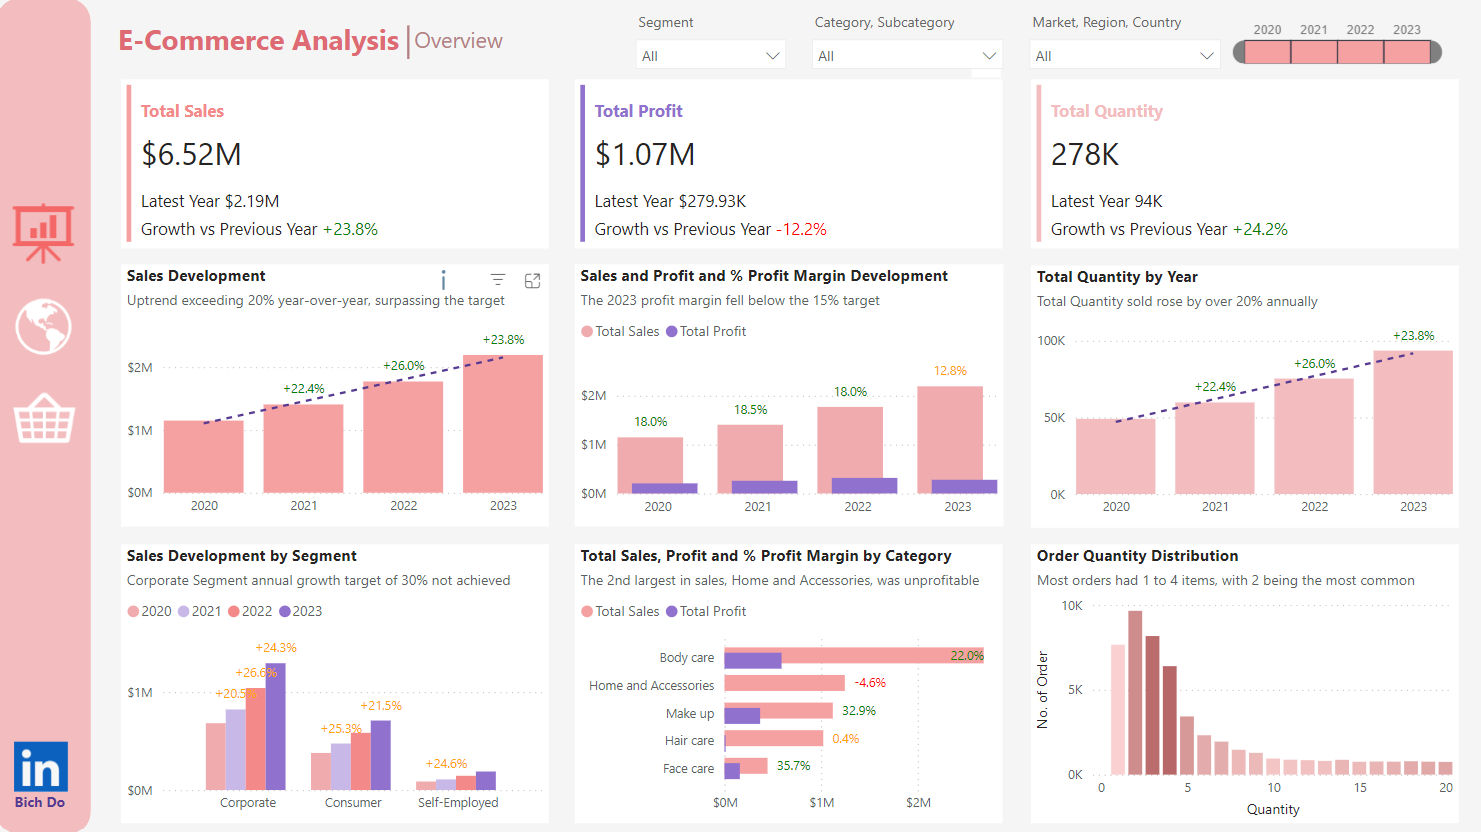 E-Commerce Analysis | Overview
Segment
All
Category, Subcategory
All
Market, Region, Country
All
2020 2021 2022 2023
Total Sales
$6.52M
Latest Year $2.19M
Growth vs Previous Year +23.8%
Total Profit
$1.07M
Latest Year $279.93K
Growth vs Previous Year -12.2%
Total Quantity
278K
Latest Year 94K
Growth vs Previous Year +24.2%
Sales Development
Uptrend exceeding 20% year-over-year, surpassing the target
+23.8%
+26.0%
+22.4%
$2M
$1M
$0M
2020 2021 2022 2023
Sales and Profit and % Profit Margin Development
The 2023 profit margin fell below the 15% target
Total Sales Total Profit
12.8%
18.0%
18.5%
18.0%
$2M
$1M
$0M
2020 2021 2022 2023
Total Quantity by Year
Total Quantity sold rose by over 20% annually
+23.8%
+26.0%
+22.4%
100K
50K
0K
2020 2021 2022 2023
Sales Development by Segment
Corporate Segment annual growth target of 30% not achieved
2020 2021 2022 2023
+24.3%
+26.6%
+21.5%
+25.3%
+24.6%
$1M
$0M
Corporate Consumer Self-Employed
Total Sales, Profit and % Profit Margin by Category
The 2nd largest in sales, Home and Accessories, was unprofitable
Total Sales Total Profit
Body care 22.0%
Home and Accessories -4.6%
Make up 32.9%
Hair care 0.4%
Face care 35.7%
$0M $1M $2M
Order Quantity Distribution
Most orders had 1 to 4 items, with 2 being the most common
10K
5K
0K
No. of Order
0 5 10 15 20
Quantity
in
Bich Do